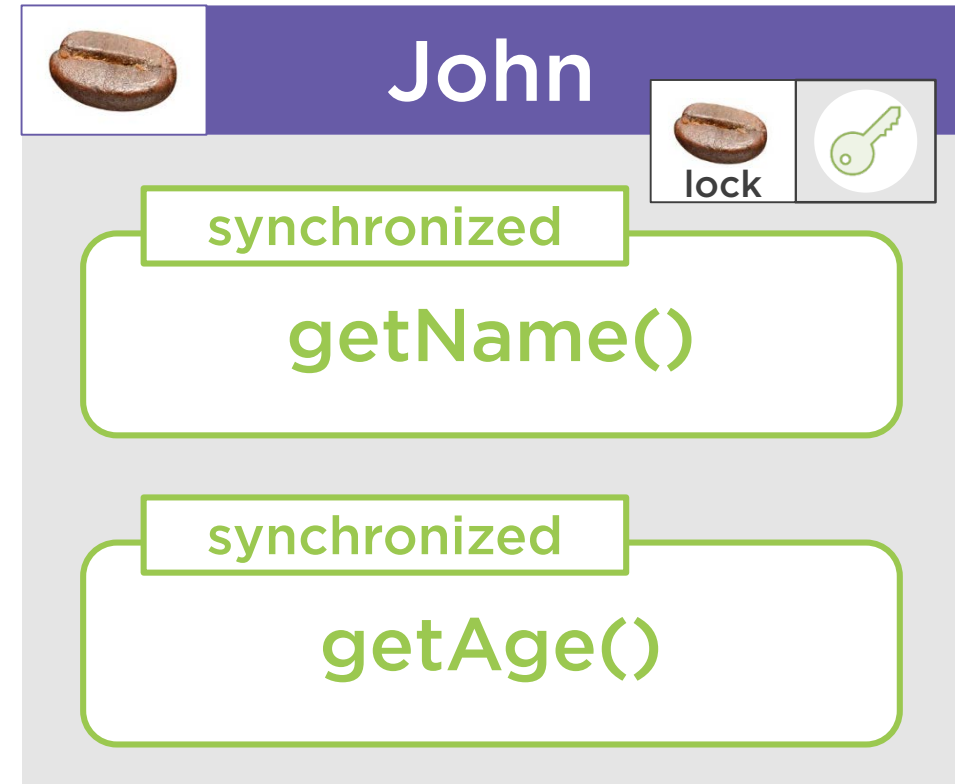 John
lock
synchronized
getName()
synchronized
getAge()